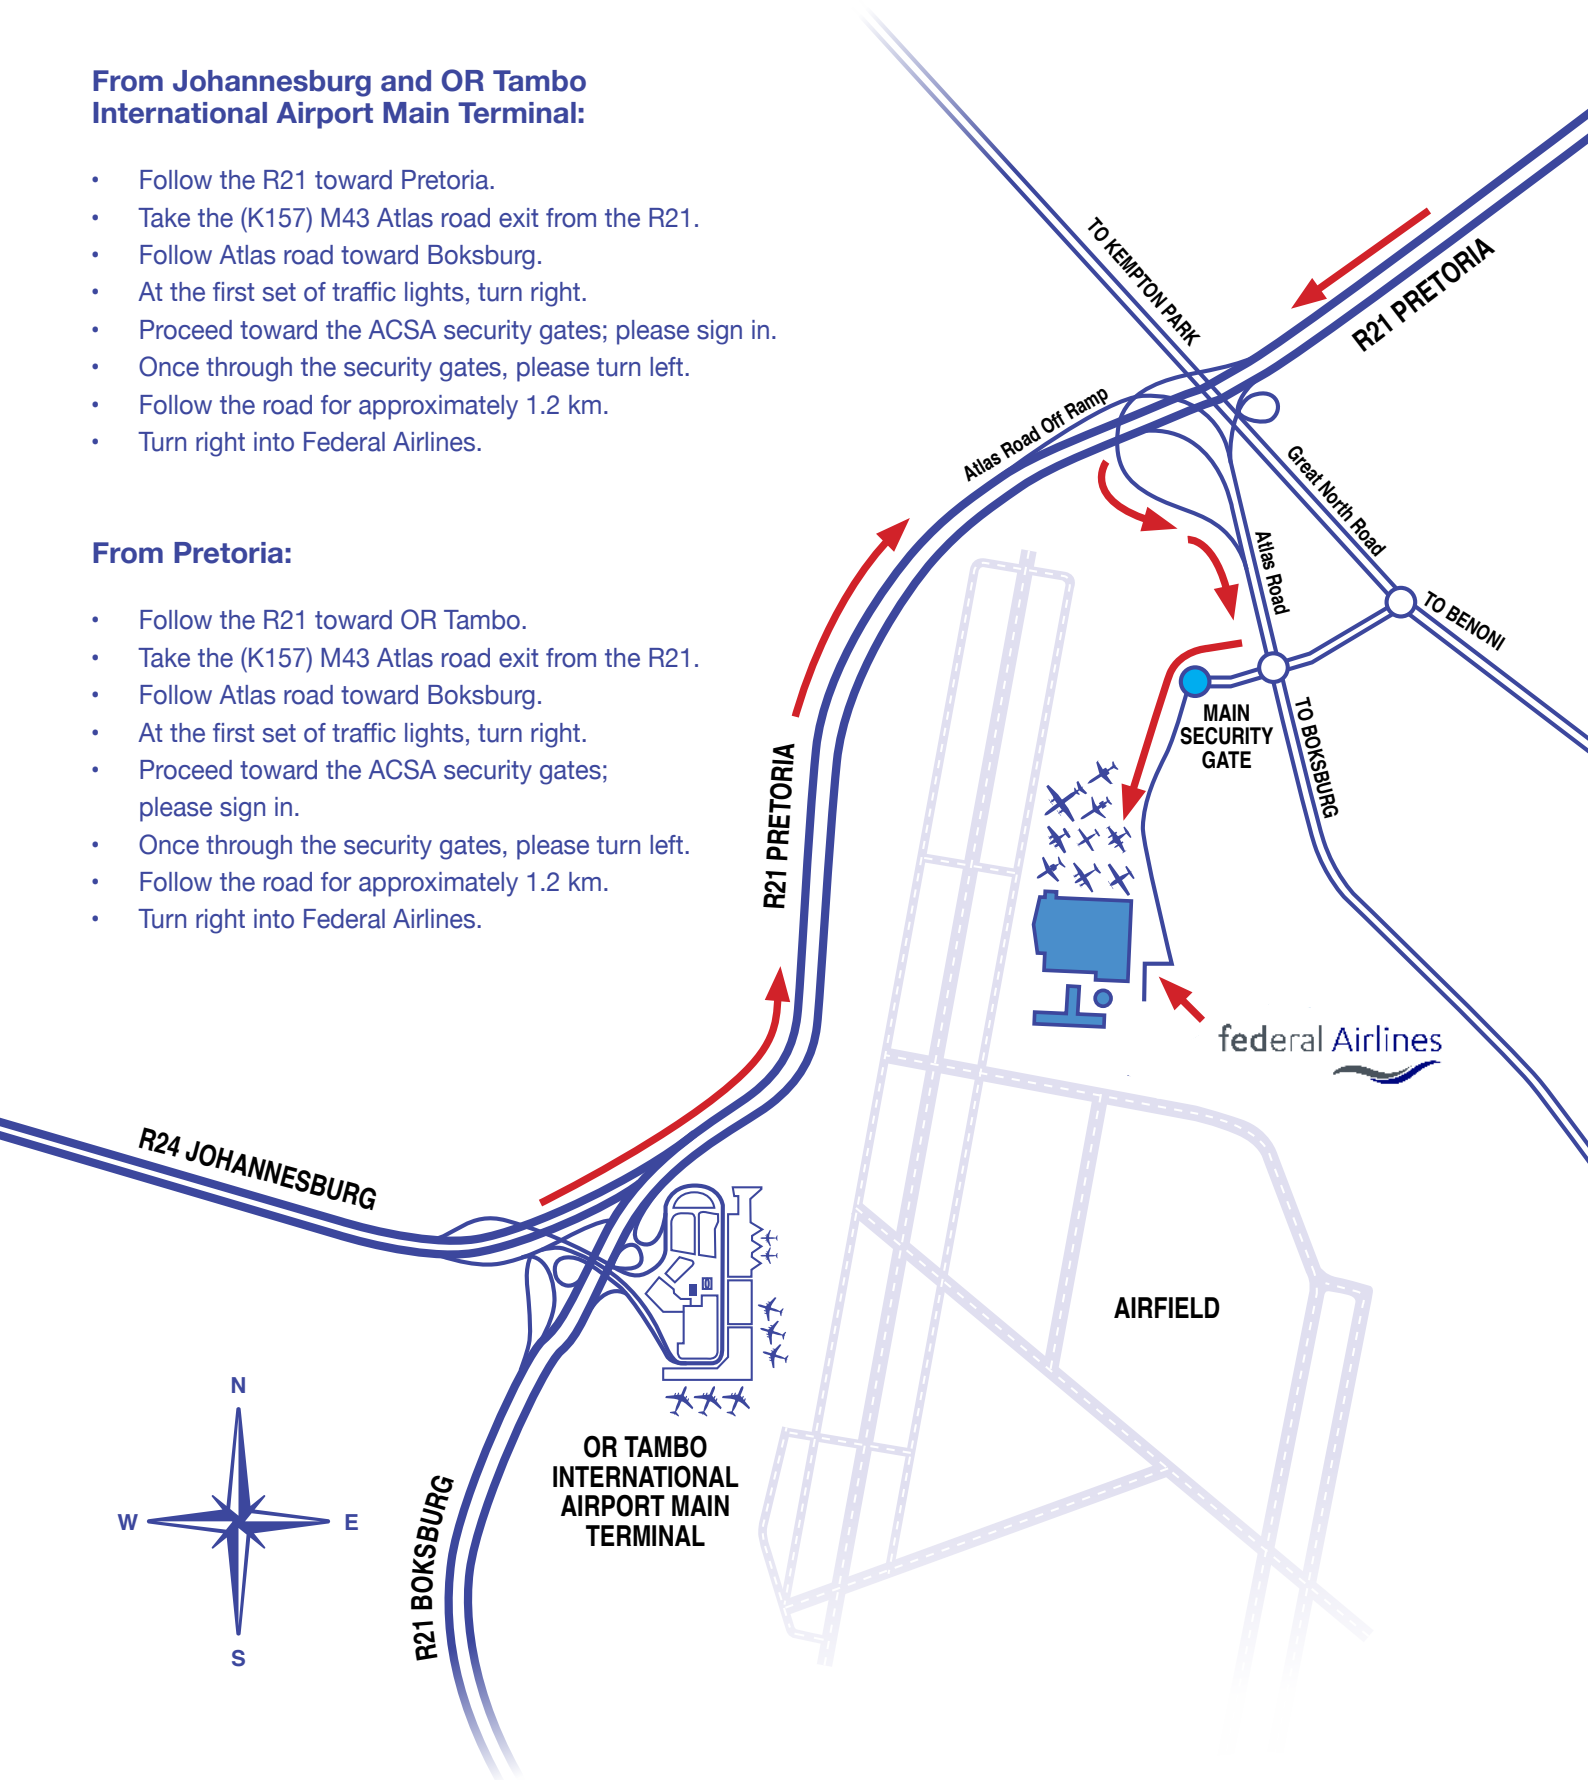 From Johannesburg and OR Tambo
International Airport Main Terminal:
• Follow the R21 toward Pretoria.
• Take the (K157) M43 Atlas road exit from the R21.
• Follow Atlas road toward Boksburg.
• At the first set of traffic lights, turn right.
• Proceed toward the ACSA security gates; please sign in.
• Once through the security gates, please turn left.
• Follow the road for approximately 1.2 km.
• Turn right into Federal Airlines.
From Pretoria:
• Follow the R21 toward OR Tambo.
• Take the (K157) M43 Atlas road exit from the R21.
• Follow Atlas road toward Boksburg.
• At the first set of traffic lights, turn right.
• Proceed toward the ACSA security gates;
please sign in.
• Once through the security gates, please turn left.
• Follow the road for approximately 1.2 km.
• Turn right into Federal Airlines.
TO KEMPTON PARK
R21 PRETORIA
Atlas Road Off Ramp
Great North Road
Atlas Road
TO BENONI
MAIN
SECURITY
GATE
TO BOKSBURG
R21 PRETORIA
federal Airlines
R24 JOHANNESBURG
AIRFIELD
OR TAMBO
INTERNATIONAL
AIRPORT MAIN
TERMINAL
R21 BOKSBURG
N
W
E
S